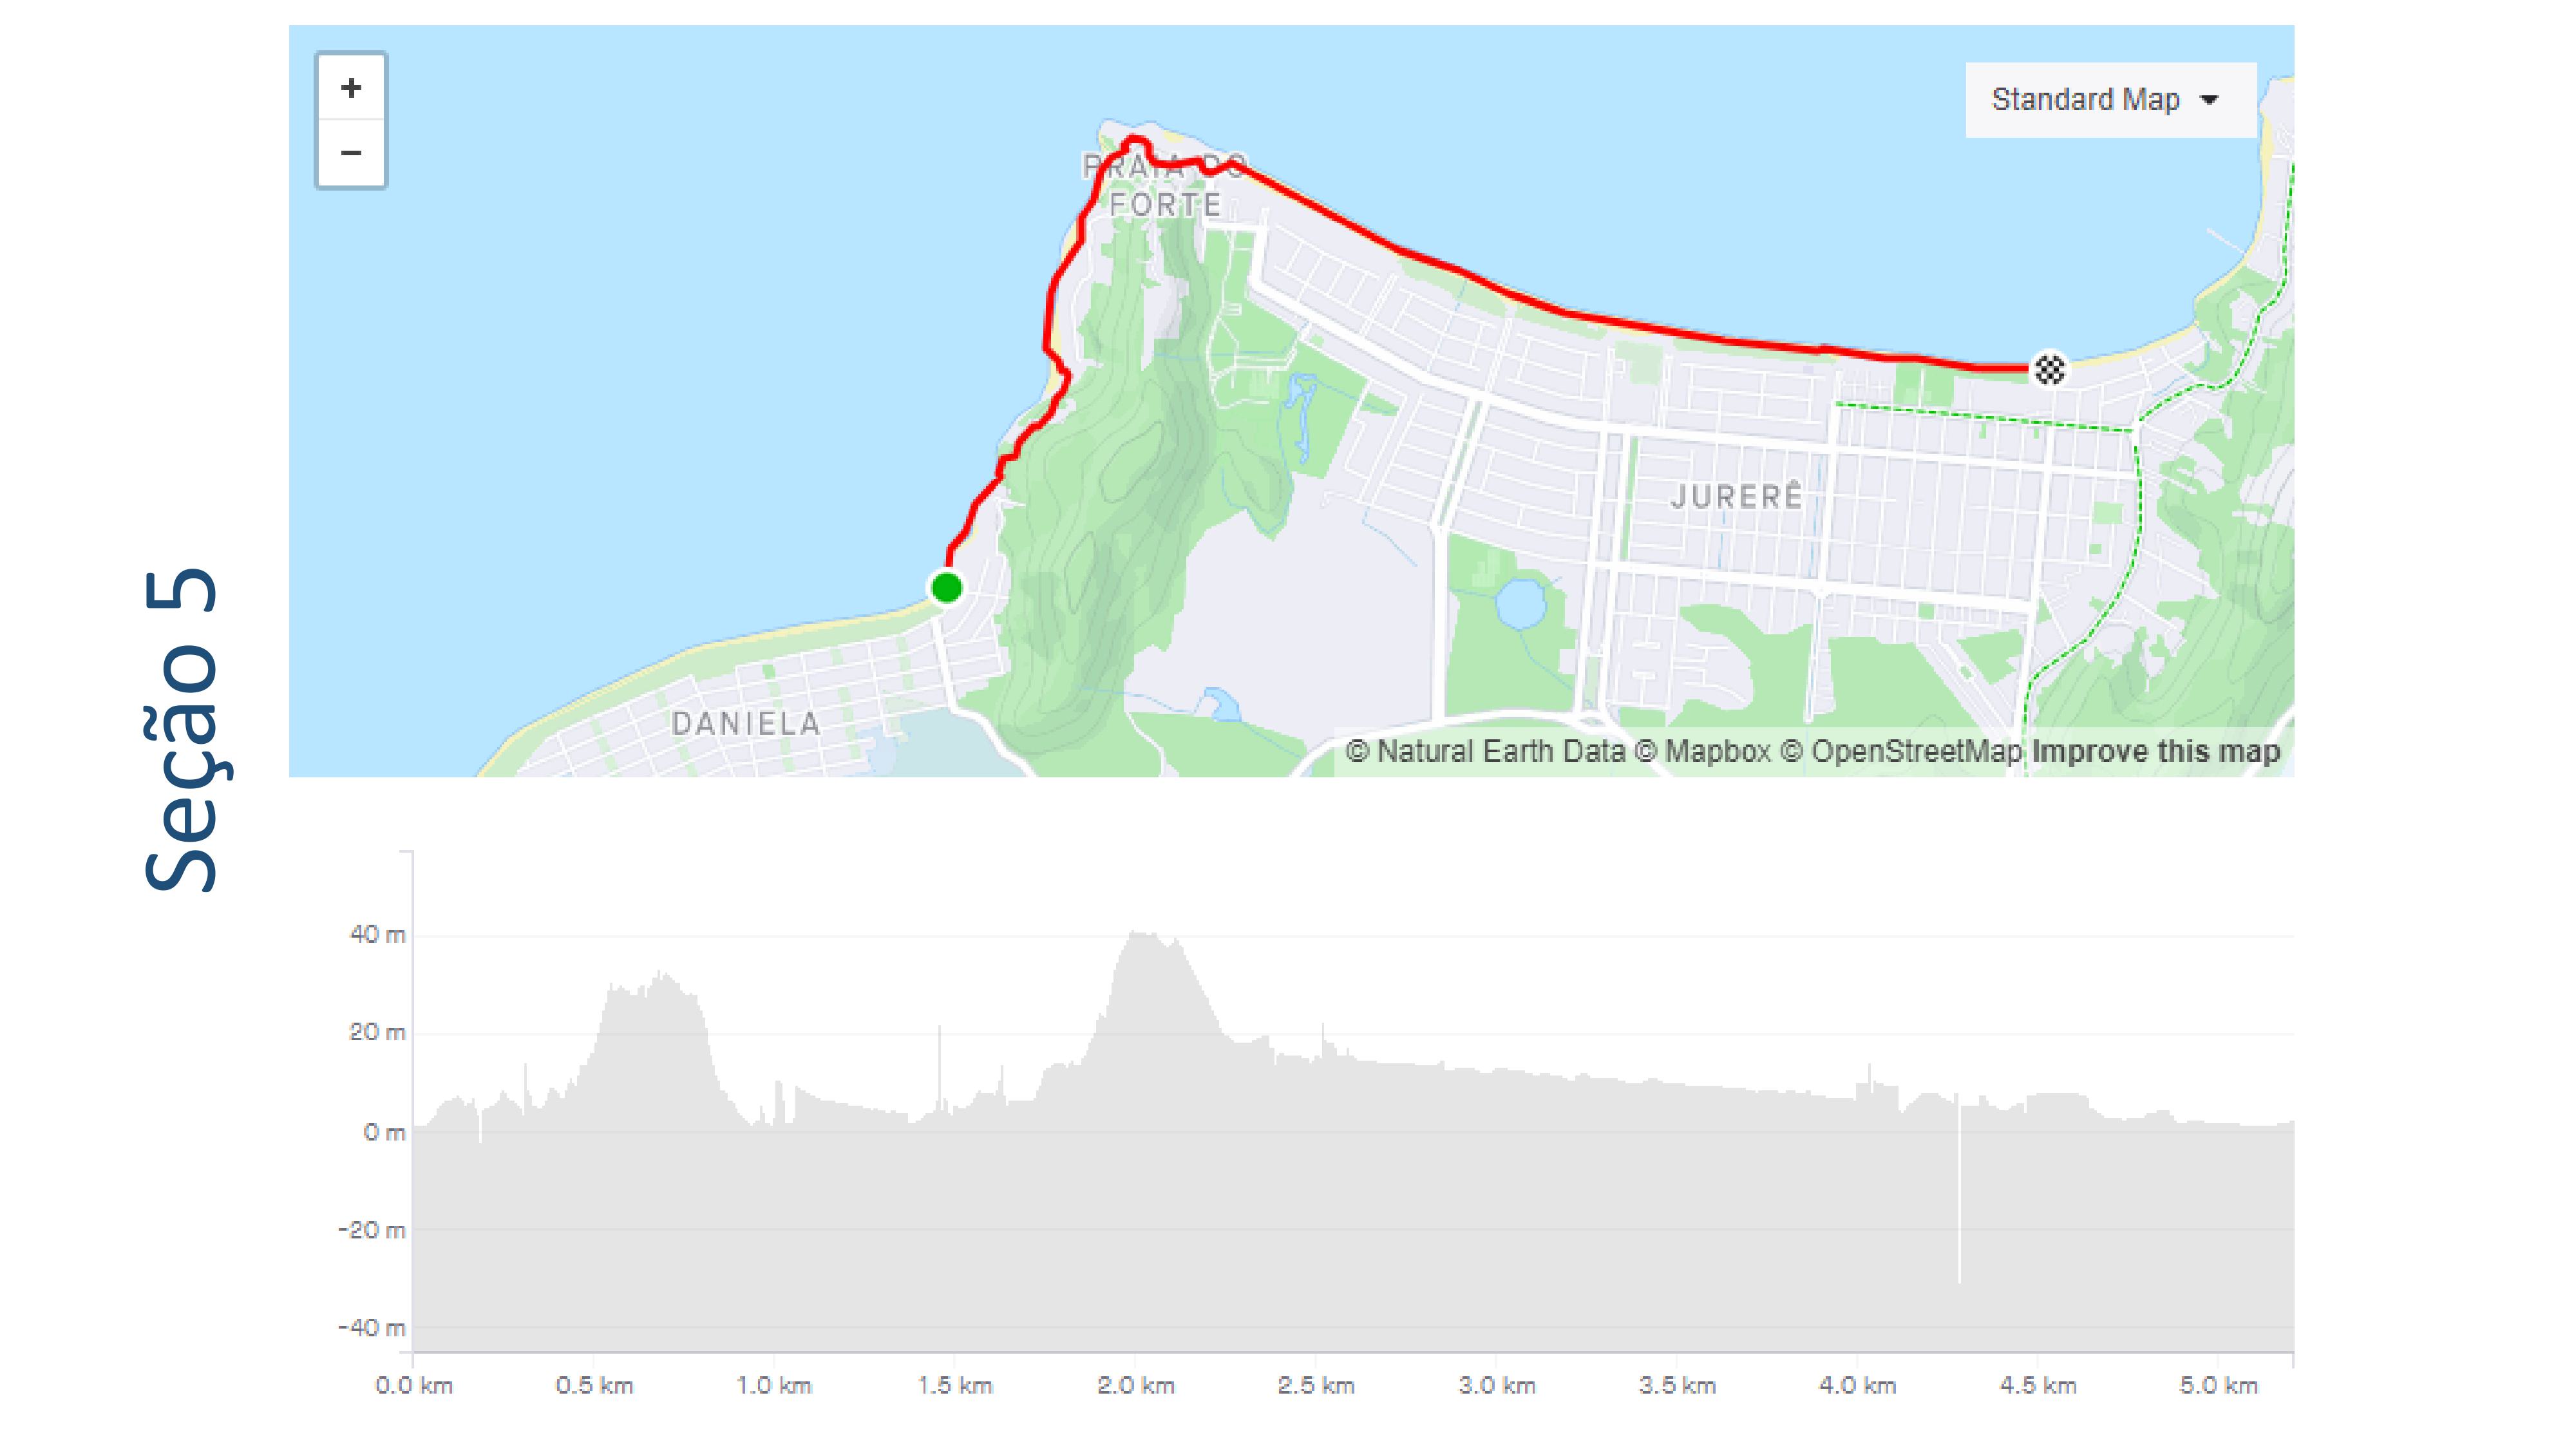 Seção 5
+
−
Standard Map
PRAIA DO
FORTE
JURERÊ
DANIELA
© Natural Earth Data © Mapbox © OpenStreetMap Improve this map
40 m
20 m
0 m
-20 m
-40 m
0.0 km 0.5 km 1.0 km 1.5 km 2.0 km 2.5 km 3.0 km 3.5 km 4.0 km 4.5 km 5.0 km